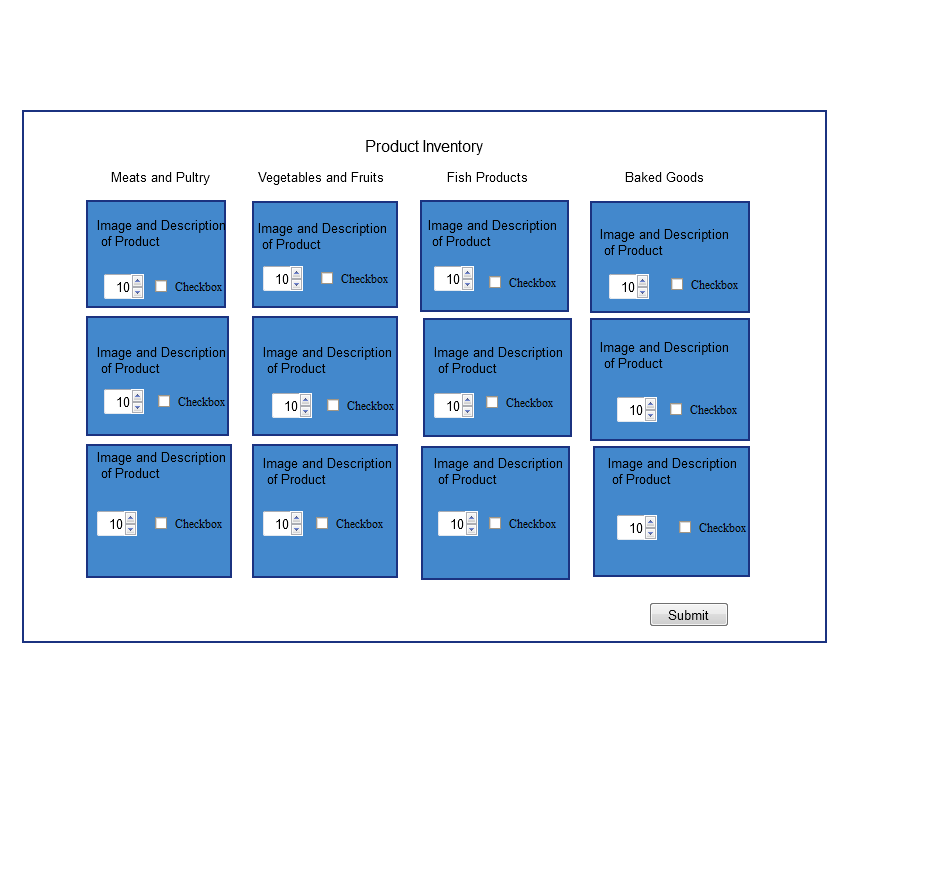 Product Inventory
Meats and Pultry
Vegetables and Fruits
Fish Products
Baked Goods
Image and Description
of Product
10
Checkbox
Image and Description
of Product
10
Checkbox
Image and Description
of Product
10
Checkbox
Image and Description
of Product
10
Checkbox
Image and Description
of Product
10
Checkbox
Image and Description
of Product
10
Checkbox
Image and Description
of Product
10
Checkbox
Image and Description
of Product
10
Checkbox
Image and Description
of Product
10
Checkbox
Image and Description
of Product
10
Checkbox
Image and Description
of Product
10
Checkbox
Image and Description
of Product
10
Checkbox
Submit